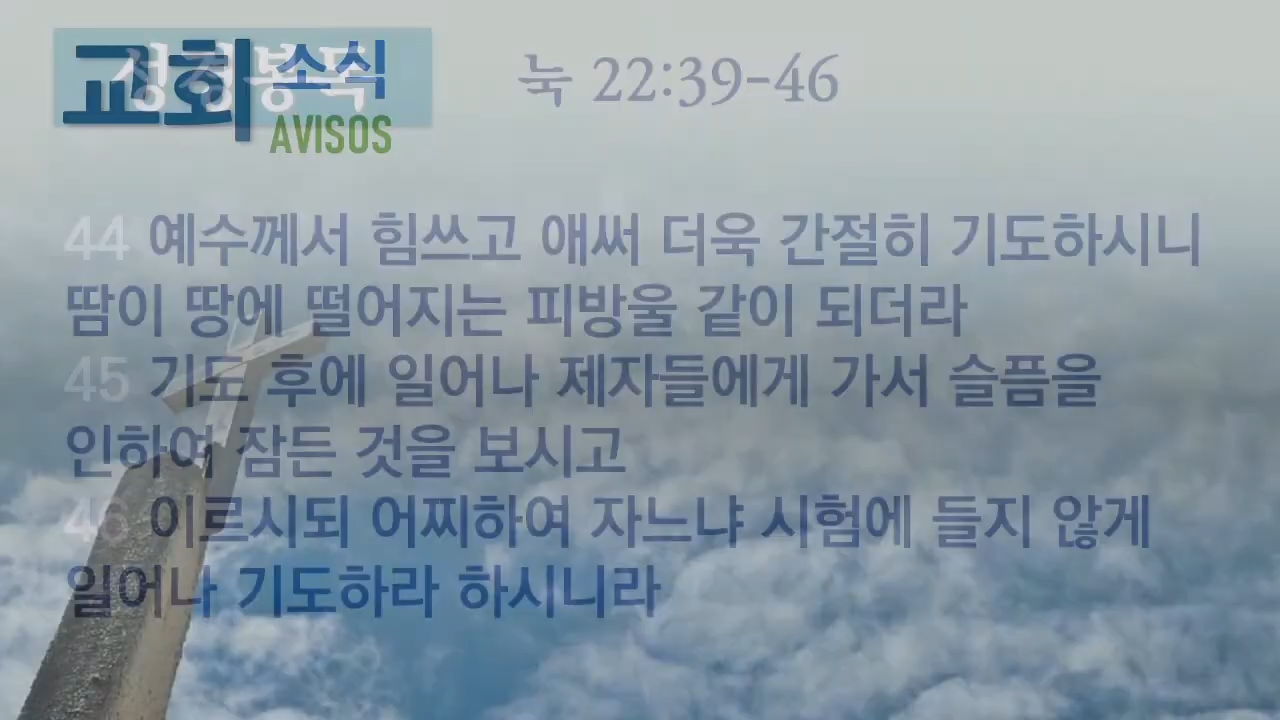 교회 소식
성경봉독
AVISOS
눅 22:39-46
44 예수께서 힘쓰고 애써 더욱 간절히 기도하시니
땀이 땅에 떨어지는 피방울 같이 되더라
45 기도 후에 일어나 제자들에게 가서 슬픔을
인하여 잠든 것을 보시고
46 이르시되 어찌하여 자느냐 시험에 들지 않게
일어나 기도하라 하시니라